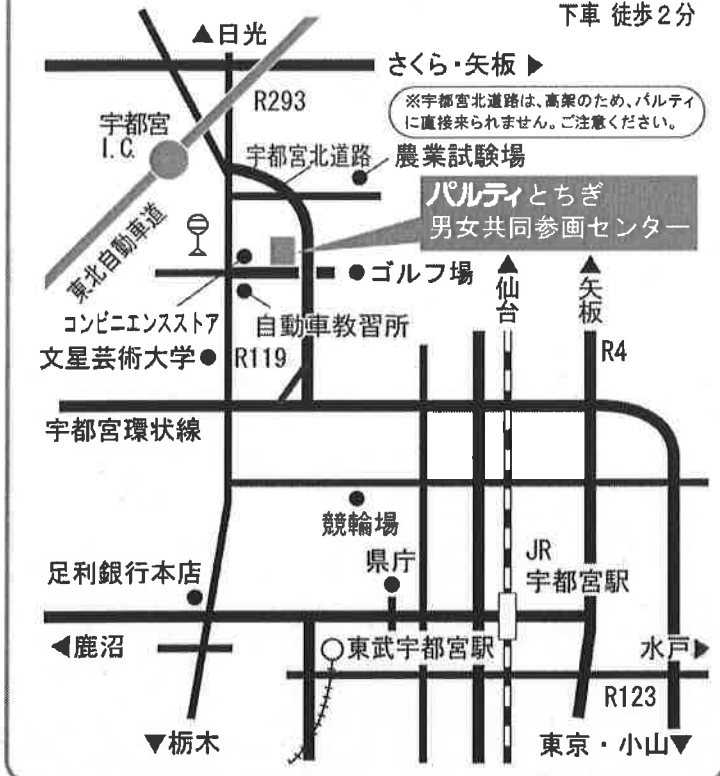 下車 徒歩2分
▲日光
さくら・矢板▶
R293
※宇都宮北道路は、高架のため、パルティ
に直接来られません。ご注意ください。
宇都宮
I.C.
宇都宮北道路
農業試験場
パルティとちぎ
男女共同参画センター
東北自動車道
ゴルフ場
▲仙台
▲矢板
コンビニエンスストア
自動車教習所
文星芸術大学
R119
R4
宇都宮環状線
競輪場
県庁
JR
宇都宮駅
足利銀行本店
◀鹿沼
東武宇都宮駅
水戸▶
R123
▼栃木
東京・小山▼